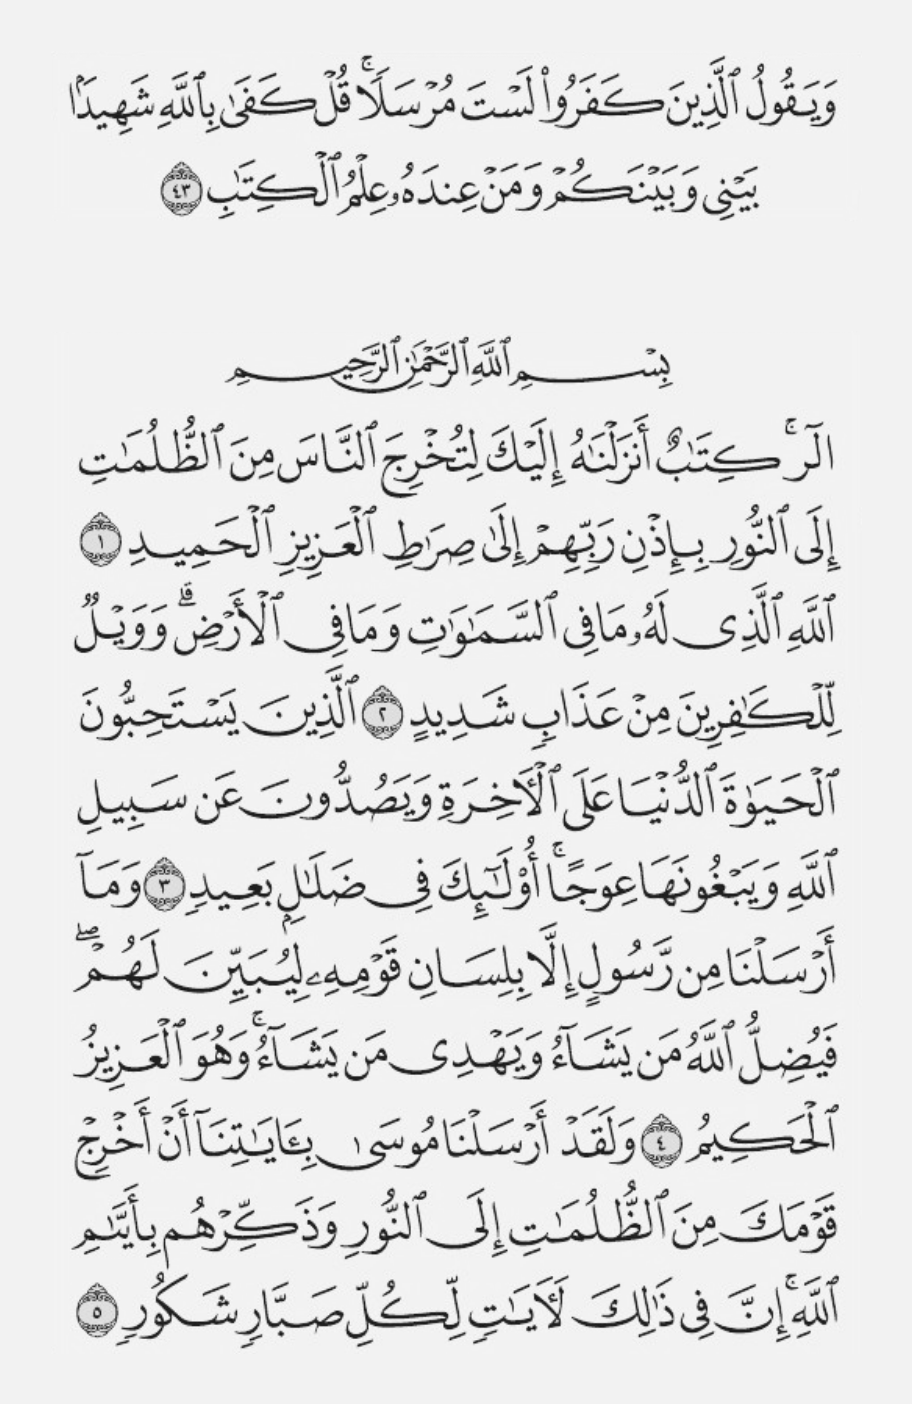 وَيَقُولُ ٱلَّذِينَ كَفَرُوا۟ لَسْتَ مُرْسَلًا ۚ قُلْ كَفَىٰ بِٱللَّهِ شَهِيدًۢا
بَيْنِى وَبَيْنَكُمْ وَمَنْ عِندَهُۥ عِلْمُ ٱلْكِتَٰبِ ٤٣
بِسْمِ ٱللَّهِ ٱلرَّحْمَٰنِ ٱلرَّحِيمِ
الٓر ۚ كِتَٰبٌ أَنزَلْنَٰهُ إِلَيْكَ لِتُخْرِجَ ٱلنَّاسَ مِنَ ٱلظُّلُمَٰتِ
إِلَى ٱلنُّورِ بِإِذْنِ رَبِّهِمْ إِلَىٰ صِرَٰطِ ٱلْعَزِيزِ ٱلْحَمِيدِ ١
ٱللَّهِ ٱلَّذِى لَهُۥ مَا فِى ٱلسَّمَٰوَٰتِ وَمَا فِى ٱلْأَرْضِ ۗ وَوَيْلٌ
لِّلْكَٰفِرِينَ مِنْ عَذَابٍ شَدِيدٍ ٢ ٱلَّذِينَ يَسْتَحِبُّونَ
ٱلْحَيَوٰةَ ٱلدُّنْيَا عَلَى ٱلْءَاخِرَةِ وَيَصُدُّونَ عَن سَبِيلِ
ٱللَّهِ وَيَبْغُونَهَا عِوَجًا ۚ أُو۟لَٰٓئِكَ فِى ضَلَٰلٍۭ بَعِيدٍ ٣ وَمَآ
أَرْسَلْنَا مِن رَّسُولٍ إِلَّا بِلِسَانِ قَوْمِهِۦ لِيُبَيِّنَ لَهُمْ ۖ
فَيُضِلُّ ٱللَّهُ مَن يَشَآءُ وَيَهْدِى مَن يَشَآءُ ۚ وَهُوَ ٱلْعَزِيزُ
ٱلْحَكِيمُ ٤ وَلَقَدْ أَرْسَلْنَا مُوسَىٰ بِـَٔايَٰتِنَآ أَنْ أَخْرِجْ
قَوْمَكَ مِنَ ٱلظُّلُمَٰتِ إِلَى ٱلنُّورِ وَذَكِّرْهُم بِأَيَّىٰمِ
ٱللَّهِ ۚ إِنَّ فِى ذَٰلِكَ لَءَايَٰتٍ لِّكُلِّ صَبَّارٍ شَكُورٍ ٥